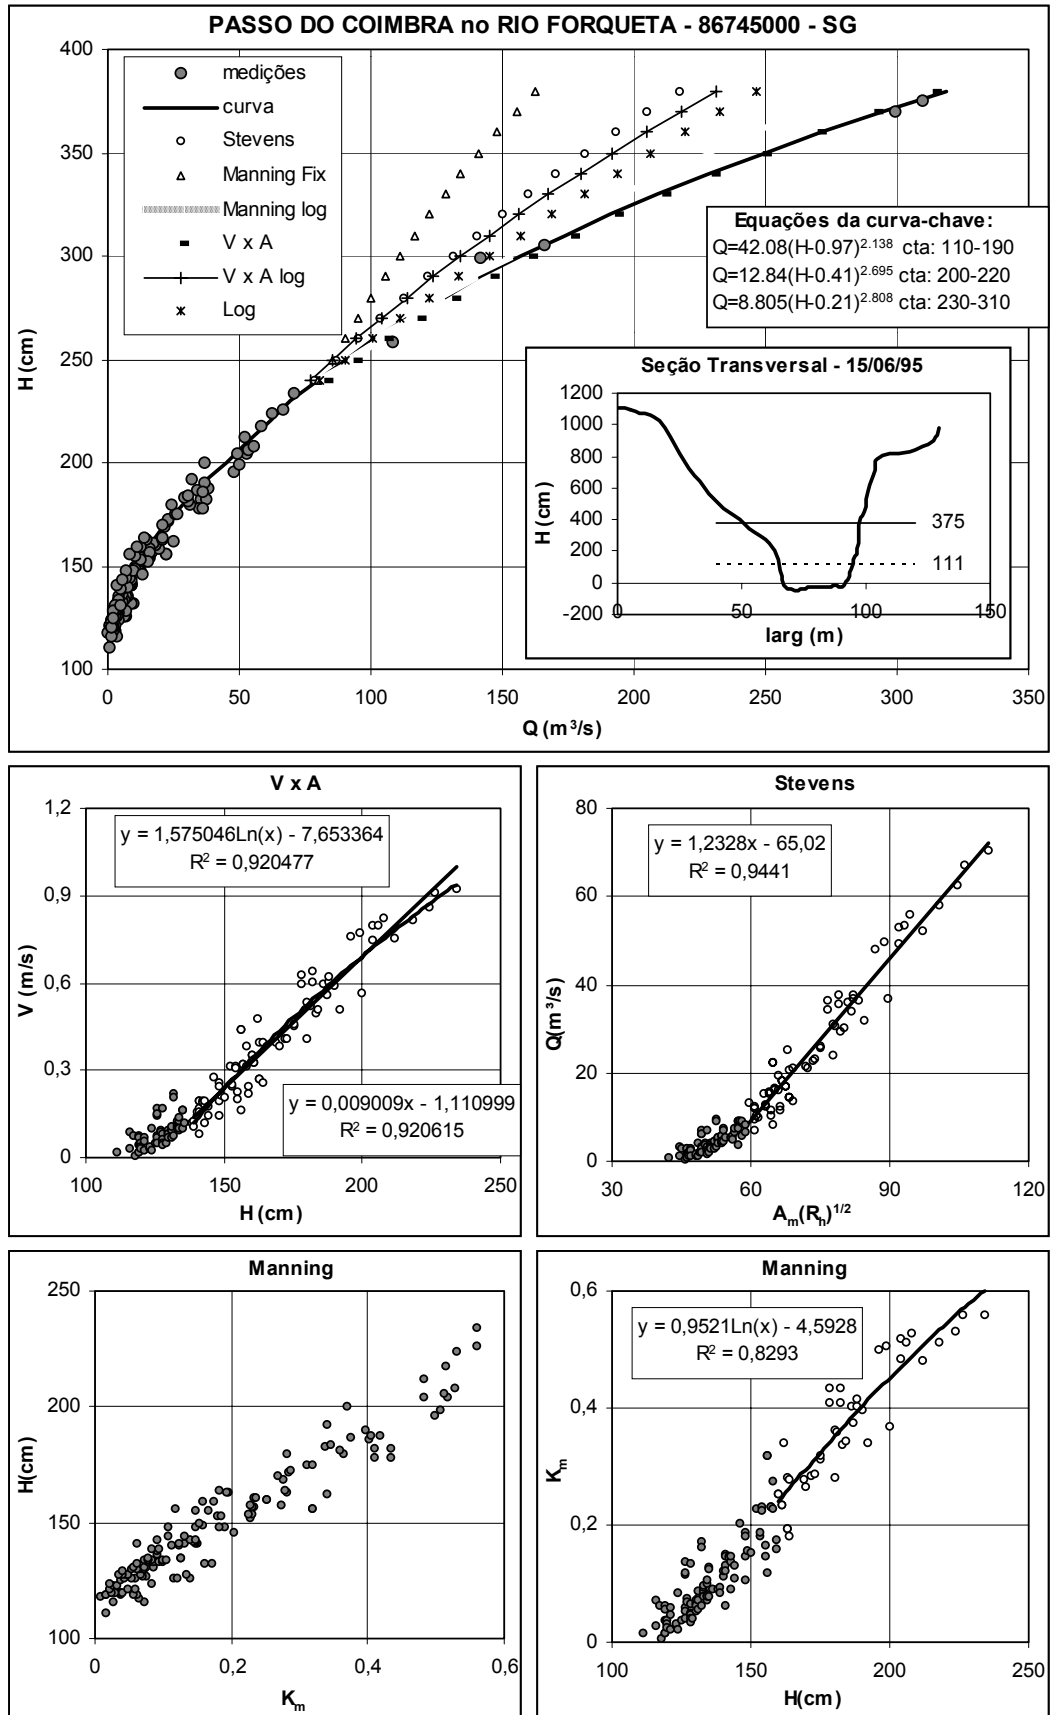 PASSO DO COIMBRA no RIO FORQUETA - 86745000 - SG
400
350
300
250
200
150
100
H (cm)
medições
curva
Stevens
Manning Fix
Manning log
V x A
V x A log
Log
Equações da curva-chave:
Q=42.08(H-0.97)^2.138 cta: 110-190
Q=12.84(H-0.41)^2.695 cta: 200-220
Q=8.805(H-0.21)^2.808 cta: 230-310
Seção Transversal - 15/06/95
1200
1000
800
600
400
200
0
-200
H (cm)
375
111
0 50 100 150
larg (m)
0 50 100 150 200 250 300 350
Q (m³/s)
V x A
1,2
0,9
0,6
0,3
0
V (m/s)
y = 1,575046Ln(x) - 7,653364
R² = 0,920477
y = 0,009009x - 1,110999
R² = 0,920615
100 150 200 250
H (cm)
Stevens
80
60
40
20
0
Q(m³/s)
y = 1,2328x - 65,02
R² = 0,9441
30 60 90 120
Aₘ(Rₕ)^1/2
Manning
250
200
150
100
H(cm)
0 0,2 0,4 0,6
Kₘ
Manning
0,6
0,4
0,2
0
Kₘ
y = 0,9521Ln(x) - 4,5928
R² = 0,8293
100 150 200 250
H(cm)